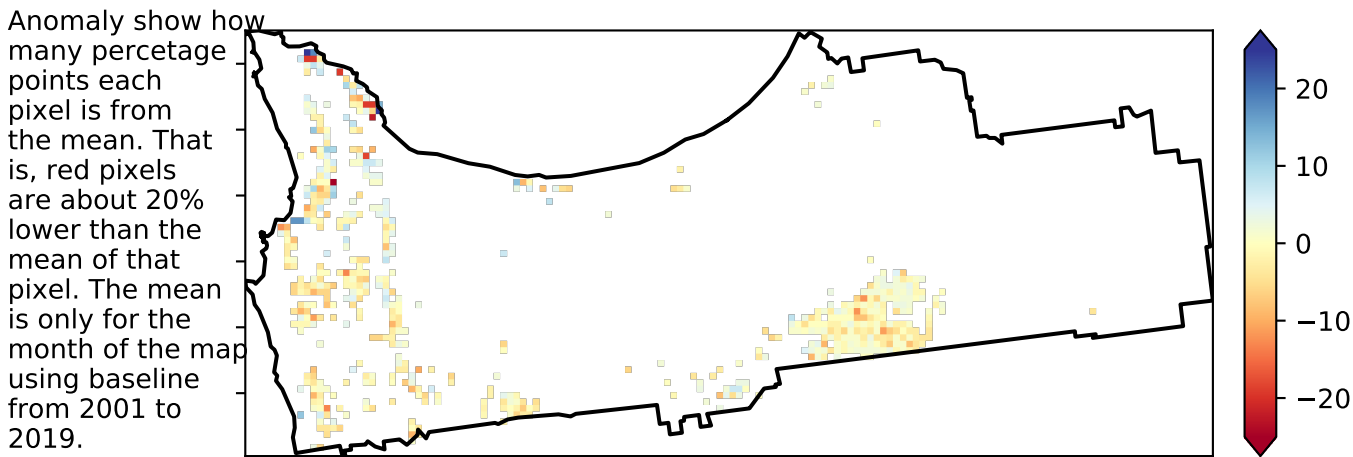 Anomaly show how
many percetage
points each
pixel is from
the mean. That
is, red pixels
are about 20%
lower than the
mean of that
pixel. The mean
is only for the
month of the map
using baseline
from 2001 to
2019.
20
10
0
−10
−20